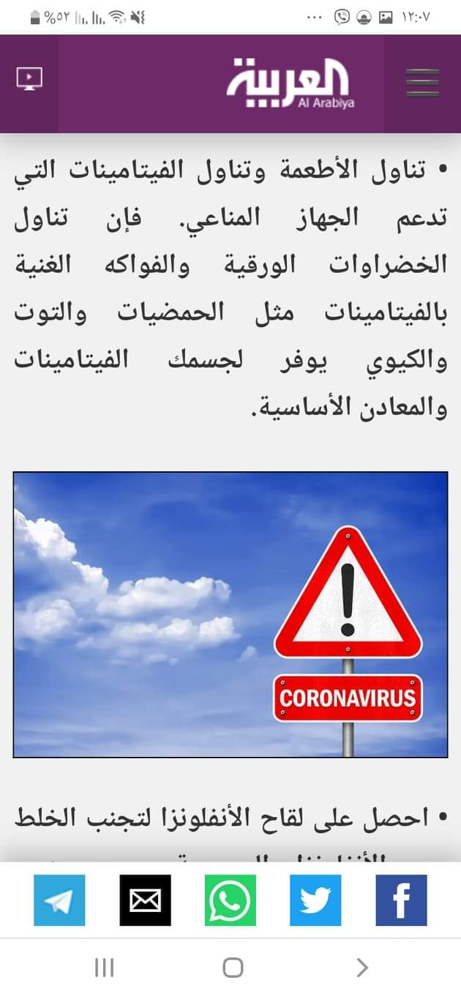 %٥٢
١٢:٠٧
العربية
Al Arabiya
• تناول الأطعمة وتناول الفيتامينات التي
تدعم الجهاز المناعي. فإن تناول
الخضراوات الورقية والفواكه الغنية
بالفيتامينات مثل الحمضيات والتوت
والكيوي يوفر لجسمك الفيتامينات
والمعادن الأساسية.
CORONAVIRUS
• احصل على لقاح الأنفلونزا لتجنب الخلط